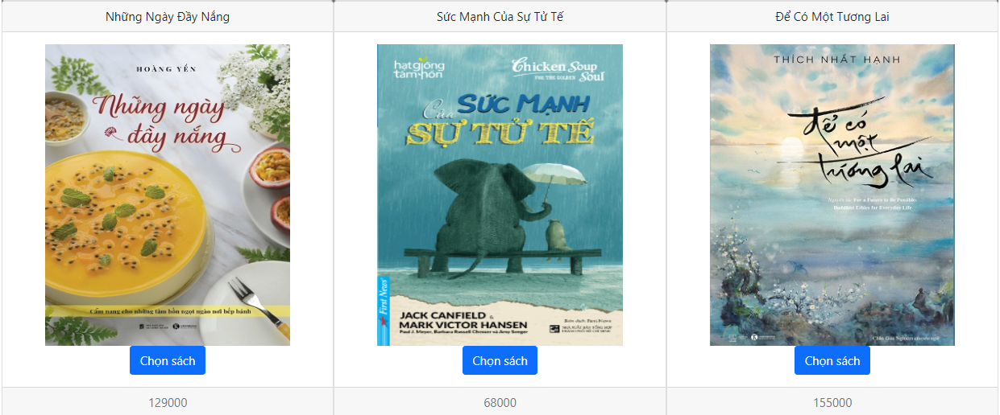 Những Ngày Đầy Nắng
Sức Mạnh Của Sự Tử Tế
Để Có Một Tương Lai
HOÀNG YẾN
Những ngày
đầy nắng
Cẩm nang cho những tâm hồn ngọt ngào nơi bếp bánh
hạt giống
tâm hồn
Chicken Soup
FOR THE
Soul
Của SỨC MẠNH
SỰ TỬ TẾ
First News
JACK CANFIELD &
MARK VICTOR HANSEN
Paul J. Meyer, Barbara Russell Chesser và Amy Seeger
Biên dịch: First News
NHÀ XUẤT BẢN TỔNG HỢP
THÀNH PHỐ HỒ CHÍ MINH
THÍCH NHẤT HẠNH
để có
một
tương lai
Nguyên tác For a Future to Be Possible:
Buddhist Ethics for Everyday Life
Chân Đạt Nghiêm chuyển ngữ
Chọn sách
Chọn sách
Chọn sách
129000
68000
155000